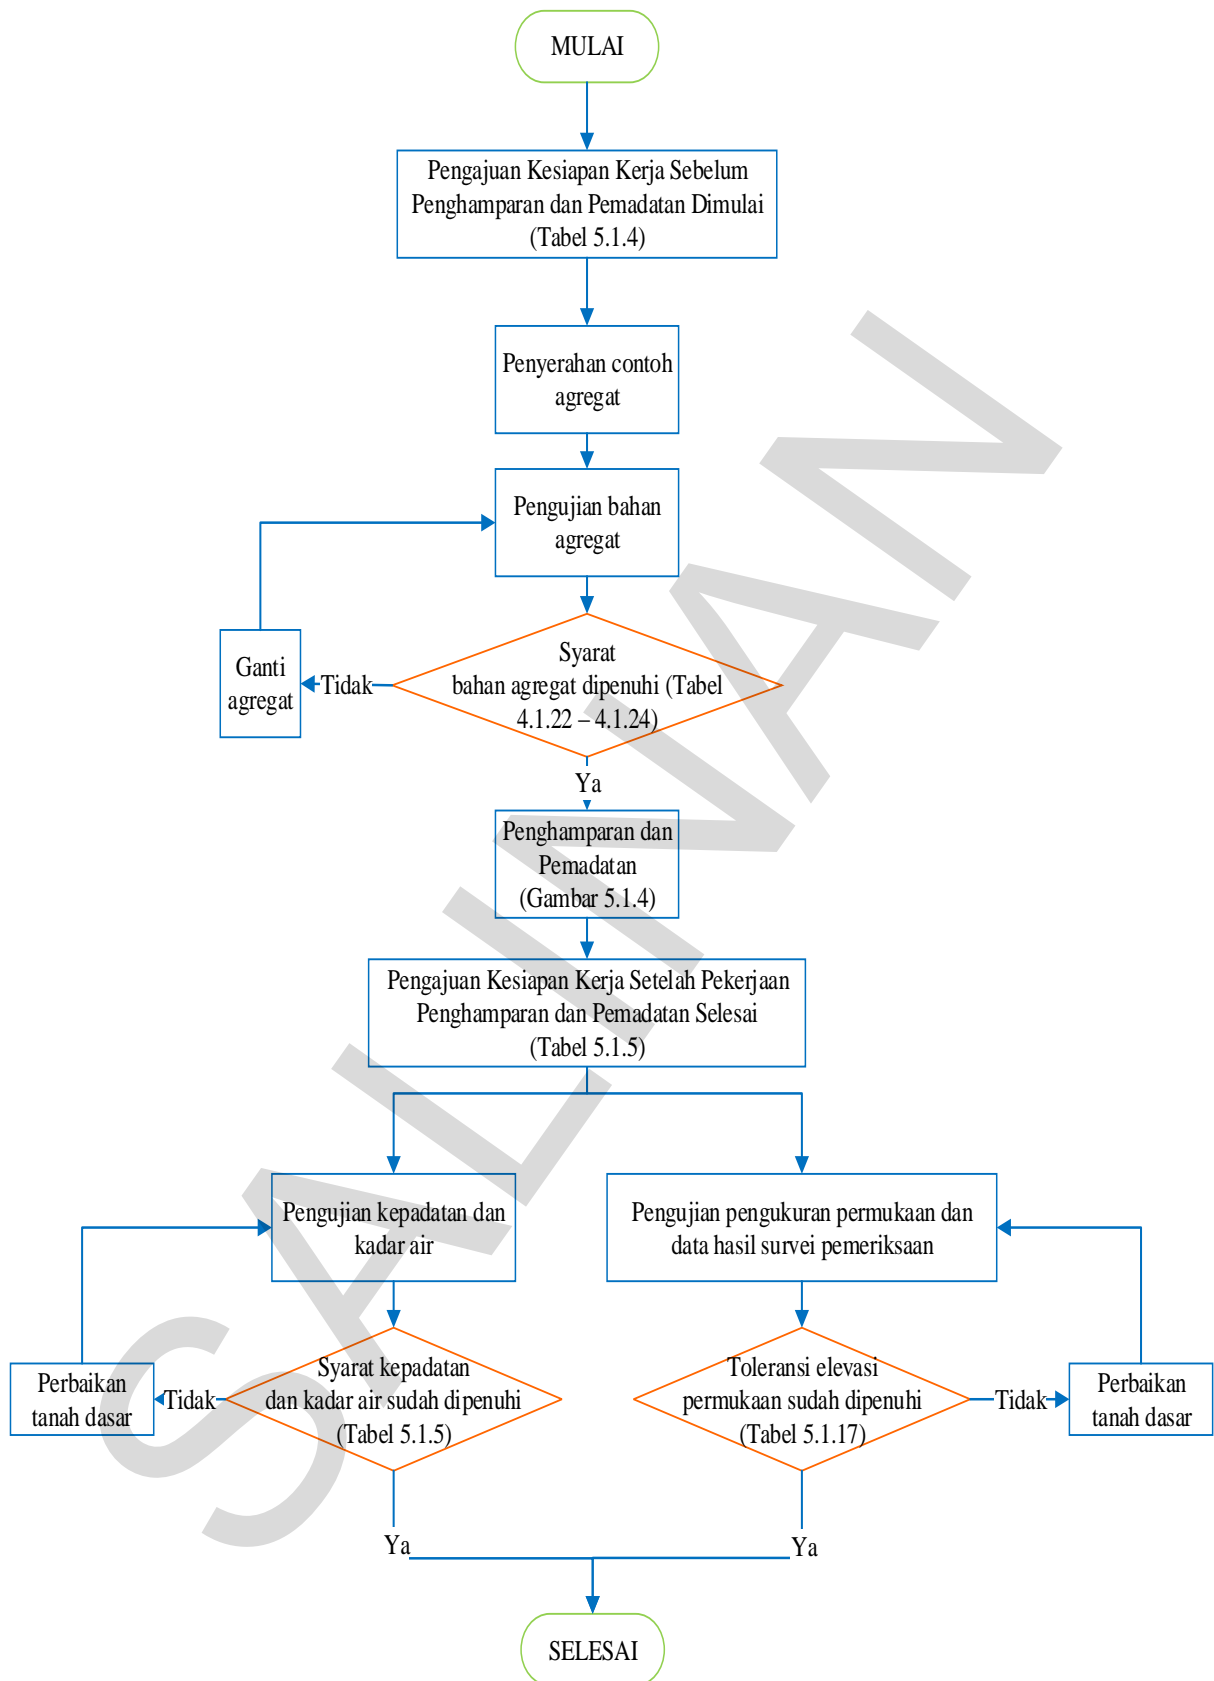 MULAI
Pengajuan Kesiapan Kerja Sebelum
Penghamparan dan Pemadatan Dimulai
(Tabel 5.1.4)
Penyerahan contoh
agregat
Pengujian bahan
agregat
Syarat
bahan agregat dipenuhi (Tabel
4.1.22 – 4.1.24)
Tidak
Ganti
agregat
Ya
Penghamparan dan
Pemadatan
(Gambar 5.1.4)
Pengajuan Kesiapan Kerja Setelah Pekerjaan
Penghamparan dan Pemadatan Selesai
(Tabel 5.1.5)
Pengujian kepadatan dan
kadar air
Pengujian pengukuran permukaan dan
data hasil survei pemeriksaan
Syarat kepadatan
dan kadar air sudah dipenuhi
(Tabel 5.1.5)
Tidak
Perbaikan
tanah dasar
Toleransi elevasi
permukaan sudah dipenuhi
(Tabel 5.1.17)
Tidak
Perbaikan
tanah dasar
Ya
Ya
SELESAI
SALINAN